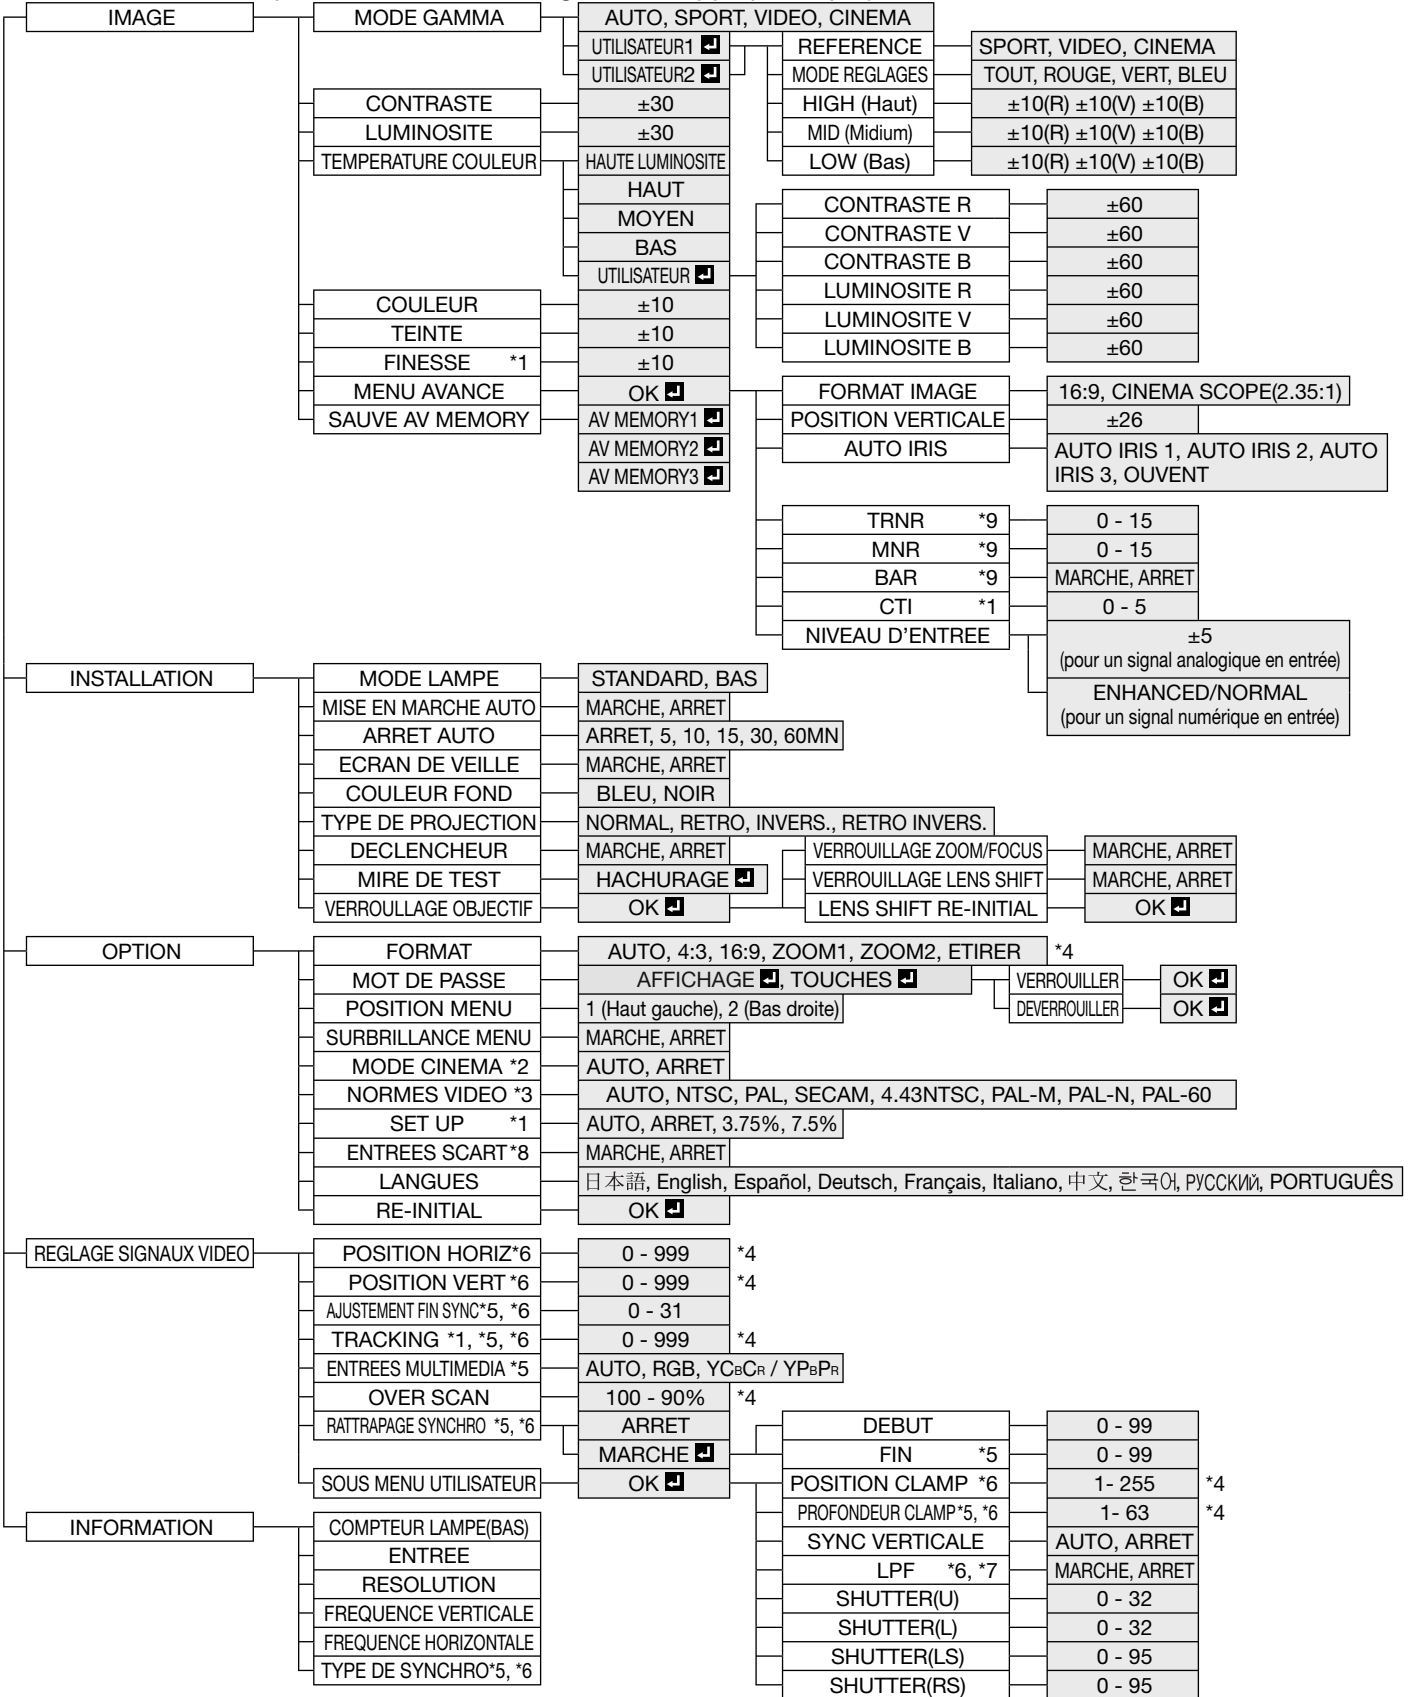 IMAGE MODE GAMMA AUTO, SPORT, VIDEO, CINEMA
UTILISATEUR1 REFERENCE SPORT, VIDEO, CINEMA
UTILISATEUR2 MODE REGLAGES TOUT, ROUGE, VERT, BLEU
CONTRASTE ±30 HIGH (Haut) ±10(R) ±10(V) ±10(B)
LUMINOSITE ±30 MID (Midium) ±10(R) ±10(V) ±10(B)
TEMPERATURE COULEUR HAUTE LUMINOSITE LOW (Bas) ±10(R) ±10(V) ±10(B)
HAUT CONTRASTE R ±60
MOYEN CONTRASTE V ±60
BAS CONTRASTE B ±60
UTILISATEUR LUMINOSITE R ±60
COULEUR ±10 LUMINOSITE V ±60
TEINTE ±10 LUMINOSITE B ±60
FINESSE *1 ±10
MENU AVANCE OK FORMAT IMAGE 16:9, CINEMA SCOPE(2.35:1)
SAUVE AV MEMORY AV MEMORY1 POSITION VERTICALE ±26
AV MEMORY2 AUTO IRIS AUTO IRIS 1, AUTO IRIS 2, AUTO
AV MEMORY3 IRIS 3, OUVENT
TRNR *9 0 - 15
MNR *9 0 - 15
BAR *9 MARCHE, ARRET
CTI *1 0 - 5
NIVEAU D'ENTREE ±5
(pour un signal analogique en entrée)
ENHANCED/NORMAL
(pour un signal numérique en entrée)
INSTALLATION MODE LAMPE STANDARD, BAS
MISE EN MARCHE AUTO MARCHE, ARRET
ARRET AUTO ARRET, 5, 10, 15, 30, 60MN
ECRAN DE VEILLE MARCHE, ARRET
COULEUR FOND BLEU, NOIR
TYPE DE PROJECTION NORMAL, RETRO, INVERS., RETRO INVERS.
DECLENCHEUR MARCHE, ARRET VERROUILLAGE ZOOM/FOCUS MARCHE, ARRET
MIRE DE TEST HACHURAGE VERROUILLAGE LENS SHIFT MARCHE, ARRET
VERROULLAGE OBJECTIF OK LENS SHIFT RE-INITIAL OK
OPTION FORMAT AUTO, 4:3, 16:9, ZOOM1, ZOOM2, ETIRER *4
MOT DE PASSE AFFICHAGE , TOUCHES VERROUILLER OK
POSITION MENU 1 (Haut gauche), 2 (Bas droite) DEVERROUILLER OK
SURBRILLANCE MENU MARCHE, ARRET
MODE CINEMA *2 AUTO, ARRET
NORMES VIDEO *3 AUTO, NTSC, PAL, SECAM, 4.43NTSC, PAL-M, PAL-N, PAL-60
SET UP *1 AUTO, ARRET, 3.75%, 7.5%
ENTREES SCART*8 MARCHE, ARRET
LANGUES 日本語, English, Español, Deutsch, Français, Italiano, 中文, 한국어, РУССКИЙ, PORTUGUÊS
RE-INITIAL OK
REGLAGE SIGNAUX VIDEO POSITION HORIZ*6 0 - 999 *4
POSITION VERT *6 0 - 999 *4
AJUSTEMENT FIN SYNC*5, *6 0 - 31
TRACKING *1, *5, *6 0 - 999 *4
ENTREES MULTIMEDIA *5 AUTO, RGB, YCBCR / YPBPR
OVER SCAN 100 - 90% *4
RATTRAPAGE SYNCHRO *5, *6 ARRET DEBUT 0 - 99
MARCHE FIN *5 0 - 99
SOUS MENU UTILISATEUR OK POSITION CLAMP *6 1- 255 *4
PROFONDEUR CLAMP*5, *6 1- 63 *4
INFORMATION COMPTEUR LAMPE(BAS) SYNC VERTICALE AUTO, ARRET
ENTREE LPF *6, *7 MARCHE, ARRET
RESOLUTION SHUTTER(U) 0 - 32
FREQUENCE VERTICALE SHUTTER(L) 0 - 32
FREQUENCE HORIZONTALE SHUTTER(LS) 0 - 95
TYPE DE SYNCHRO*5, *6 SHUTTER(RS) 0 - 95